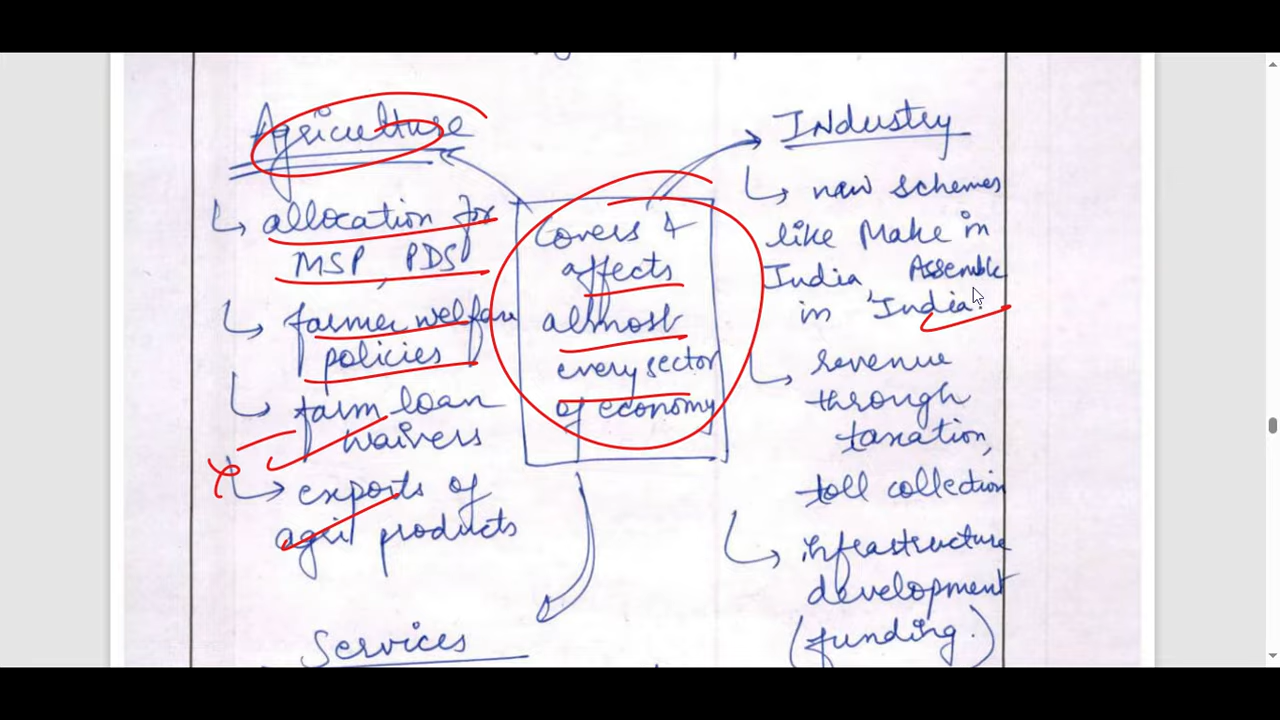 Agriculture
allocation for
MSP, PDS
farmer welfare
policies
farm loan
waivers
exports of
agril products
Covers &
affects
almost
every sector
of economy
Industry
new schemes
like Make in
India, Assemble
in India.
revenue
through
taxation,
toll collection
infrastructure
development
(funding.)
Services